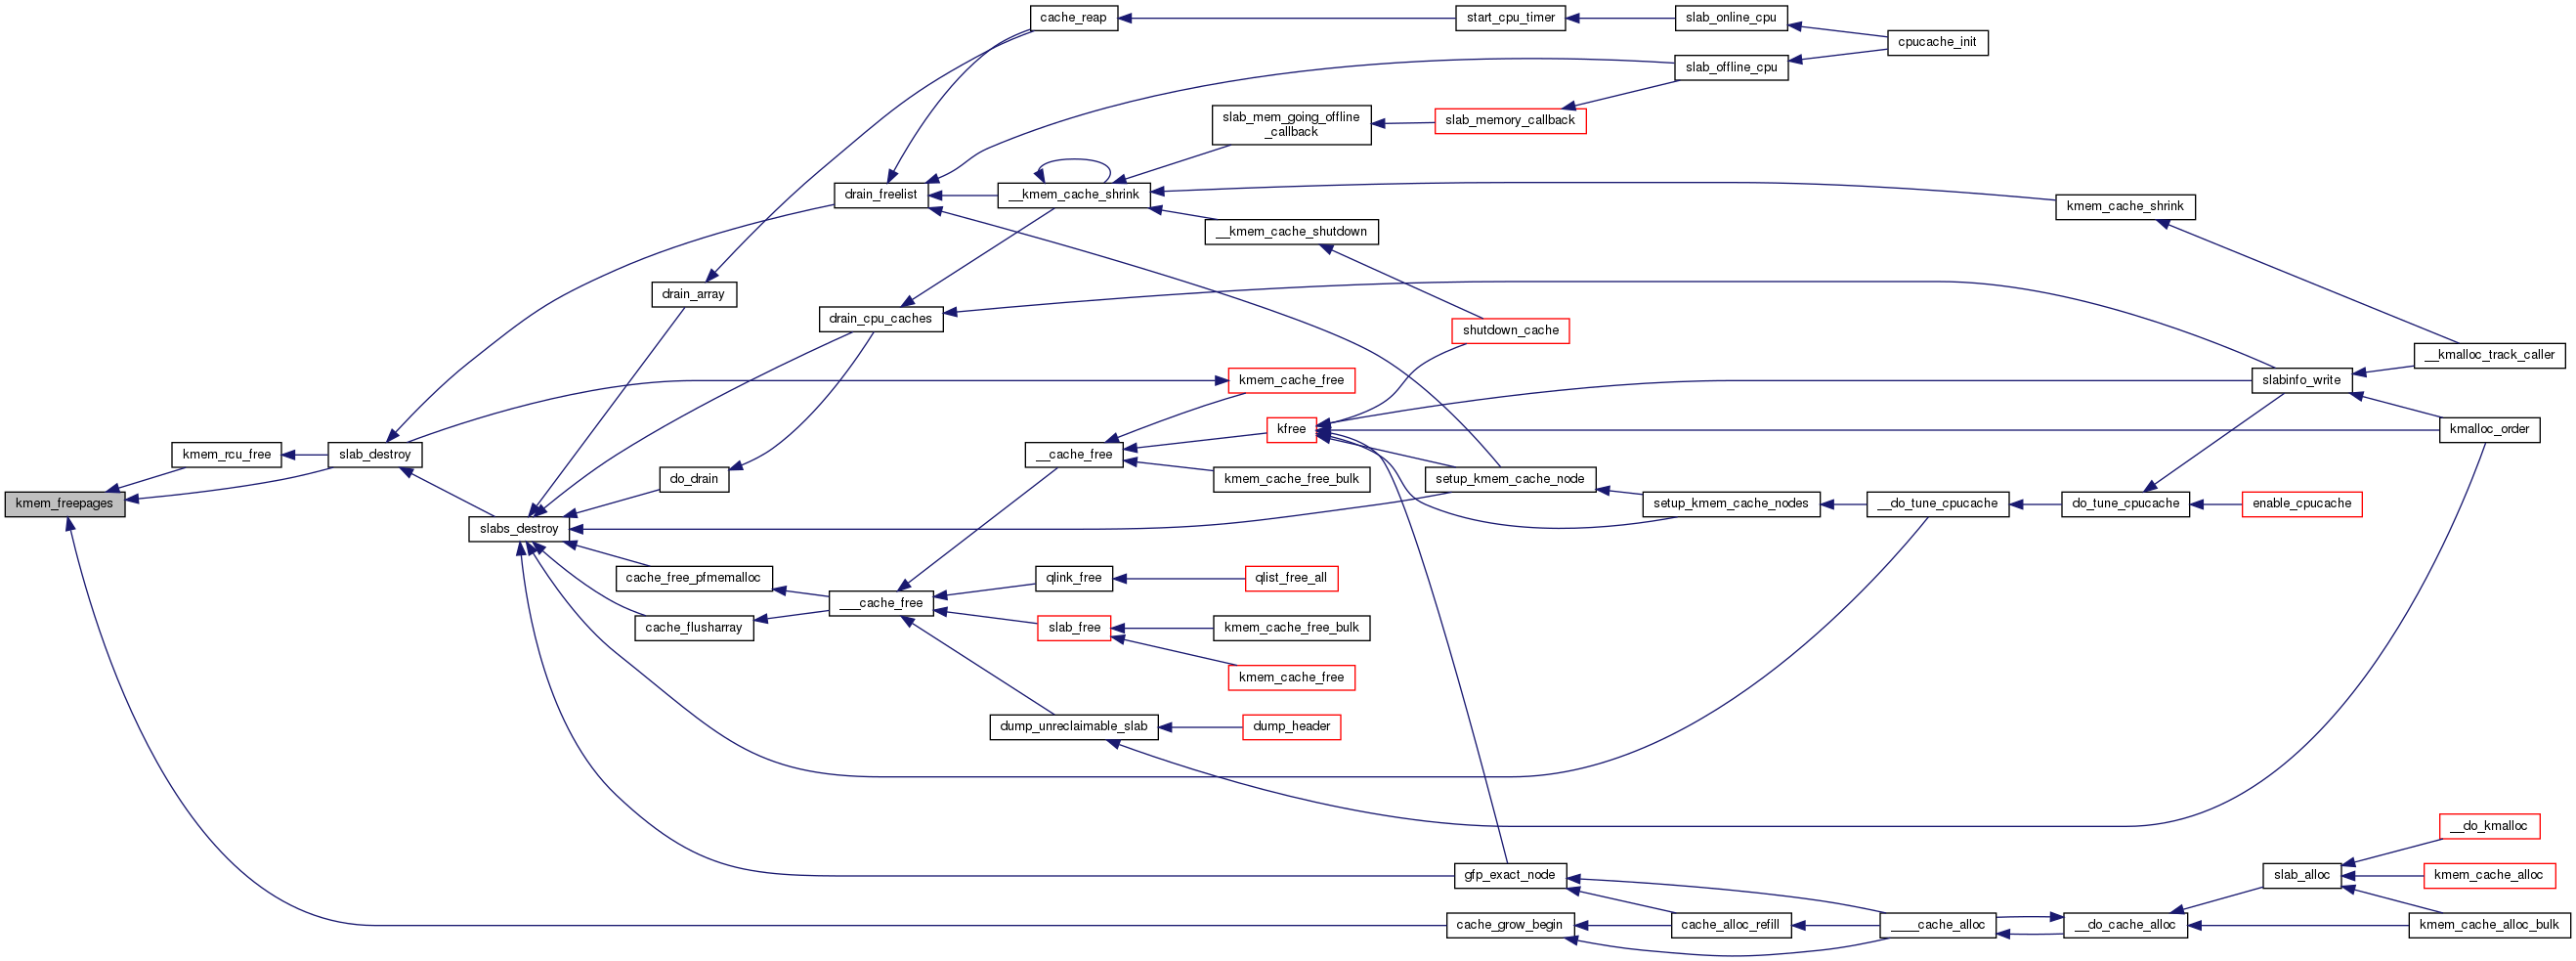 cache_reap
start_cpu_timer
slab_online_cpu
cpucache_init
slab_offline_cpu
slab_mem_going_offline
_callback
slab_memory_callback
drain_freelist
__kmem_cache_shrink
kmem_cache_shrink
__kmem_cache_shutdown
drain_array
drain_cpu_caches
shutdown_cache
__kmalloc_track_caller
kmem_cache_free
slabinfo_write
kfree
kmalloc_order
kmem_rcu_free
slab_destroy
__cache_free
do_drain
kmem_cache_free_bulk
setup_kmem_cache_node
kmem_freepages
setup_kmem_cache_nodes
__do_tune_cpucache
do_tune_cpucache
enable_cpucache
slabs_destroy
cache_free_pfmemalloc
qlink_free
qlist_free_all
___cache_free
cache_flusharray
slab_free
kmem_cache_free_bulk
kmem_cache_free
dump_unreclaimable_slab
dump_header
__do_kmalloc
gfp_exact_node
slab_alloc
kmem_cache_alloc
cache_grow_begin
cache_alloc_refill
____cache_alloc
__do_cache_alloc
kmem_cache_alloc_bulk